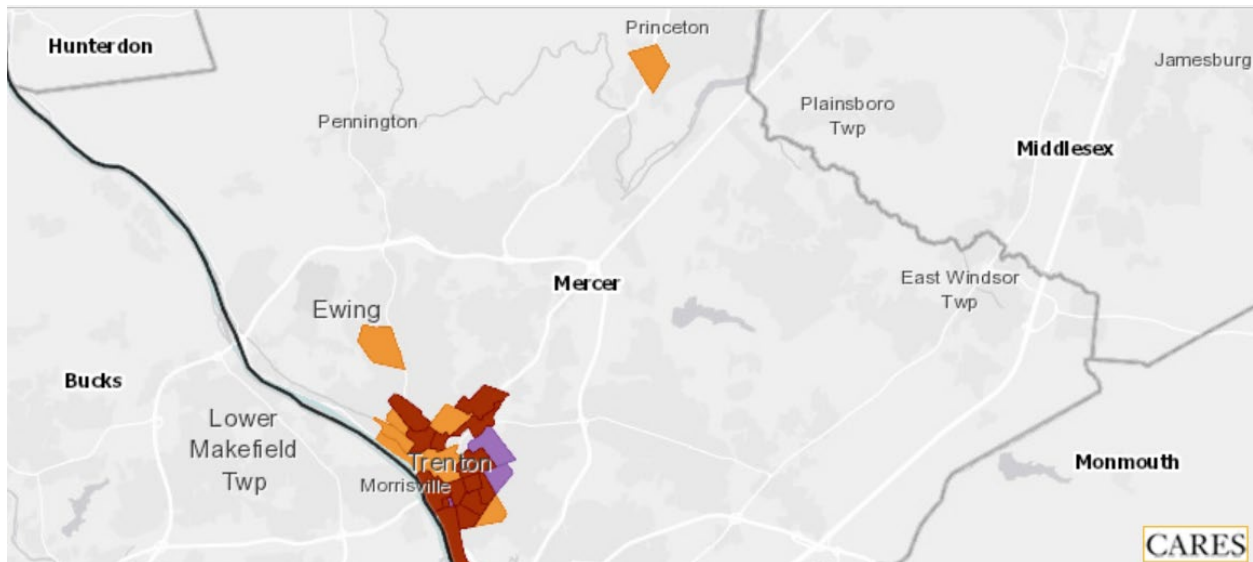 Princeton
Hunterdon
Jamesburg
Plainsboro
Twp
Pennington
Middlesex
East Windsor
Twp
Mercer
Ewing
Bucks
Lower
Makefield
Twp
Trenton
Morrisville
Monmouth
CARES